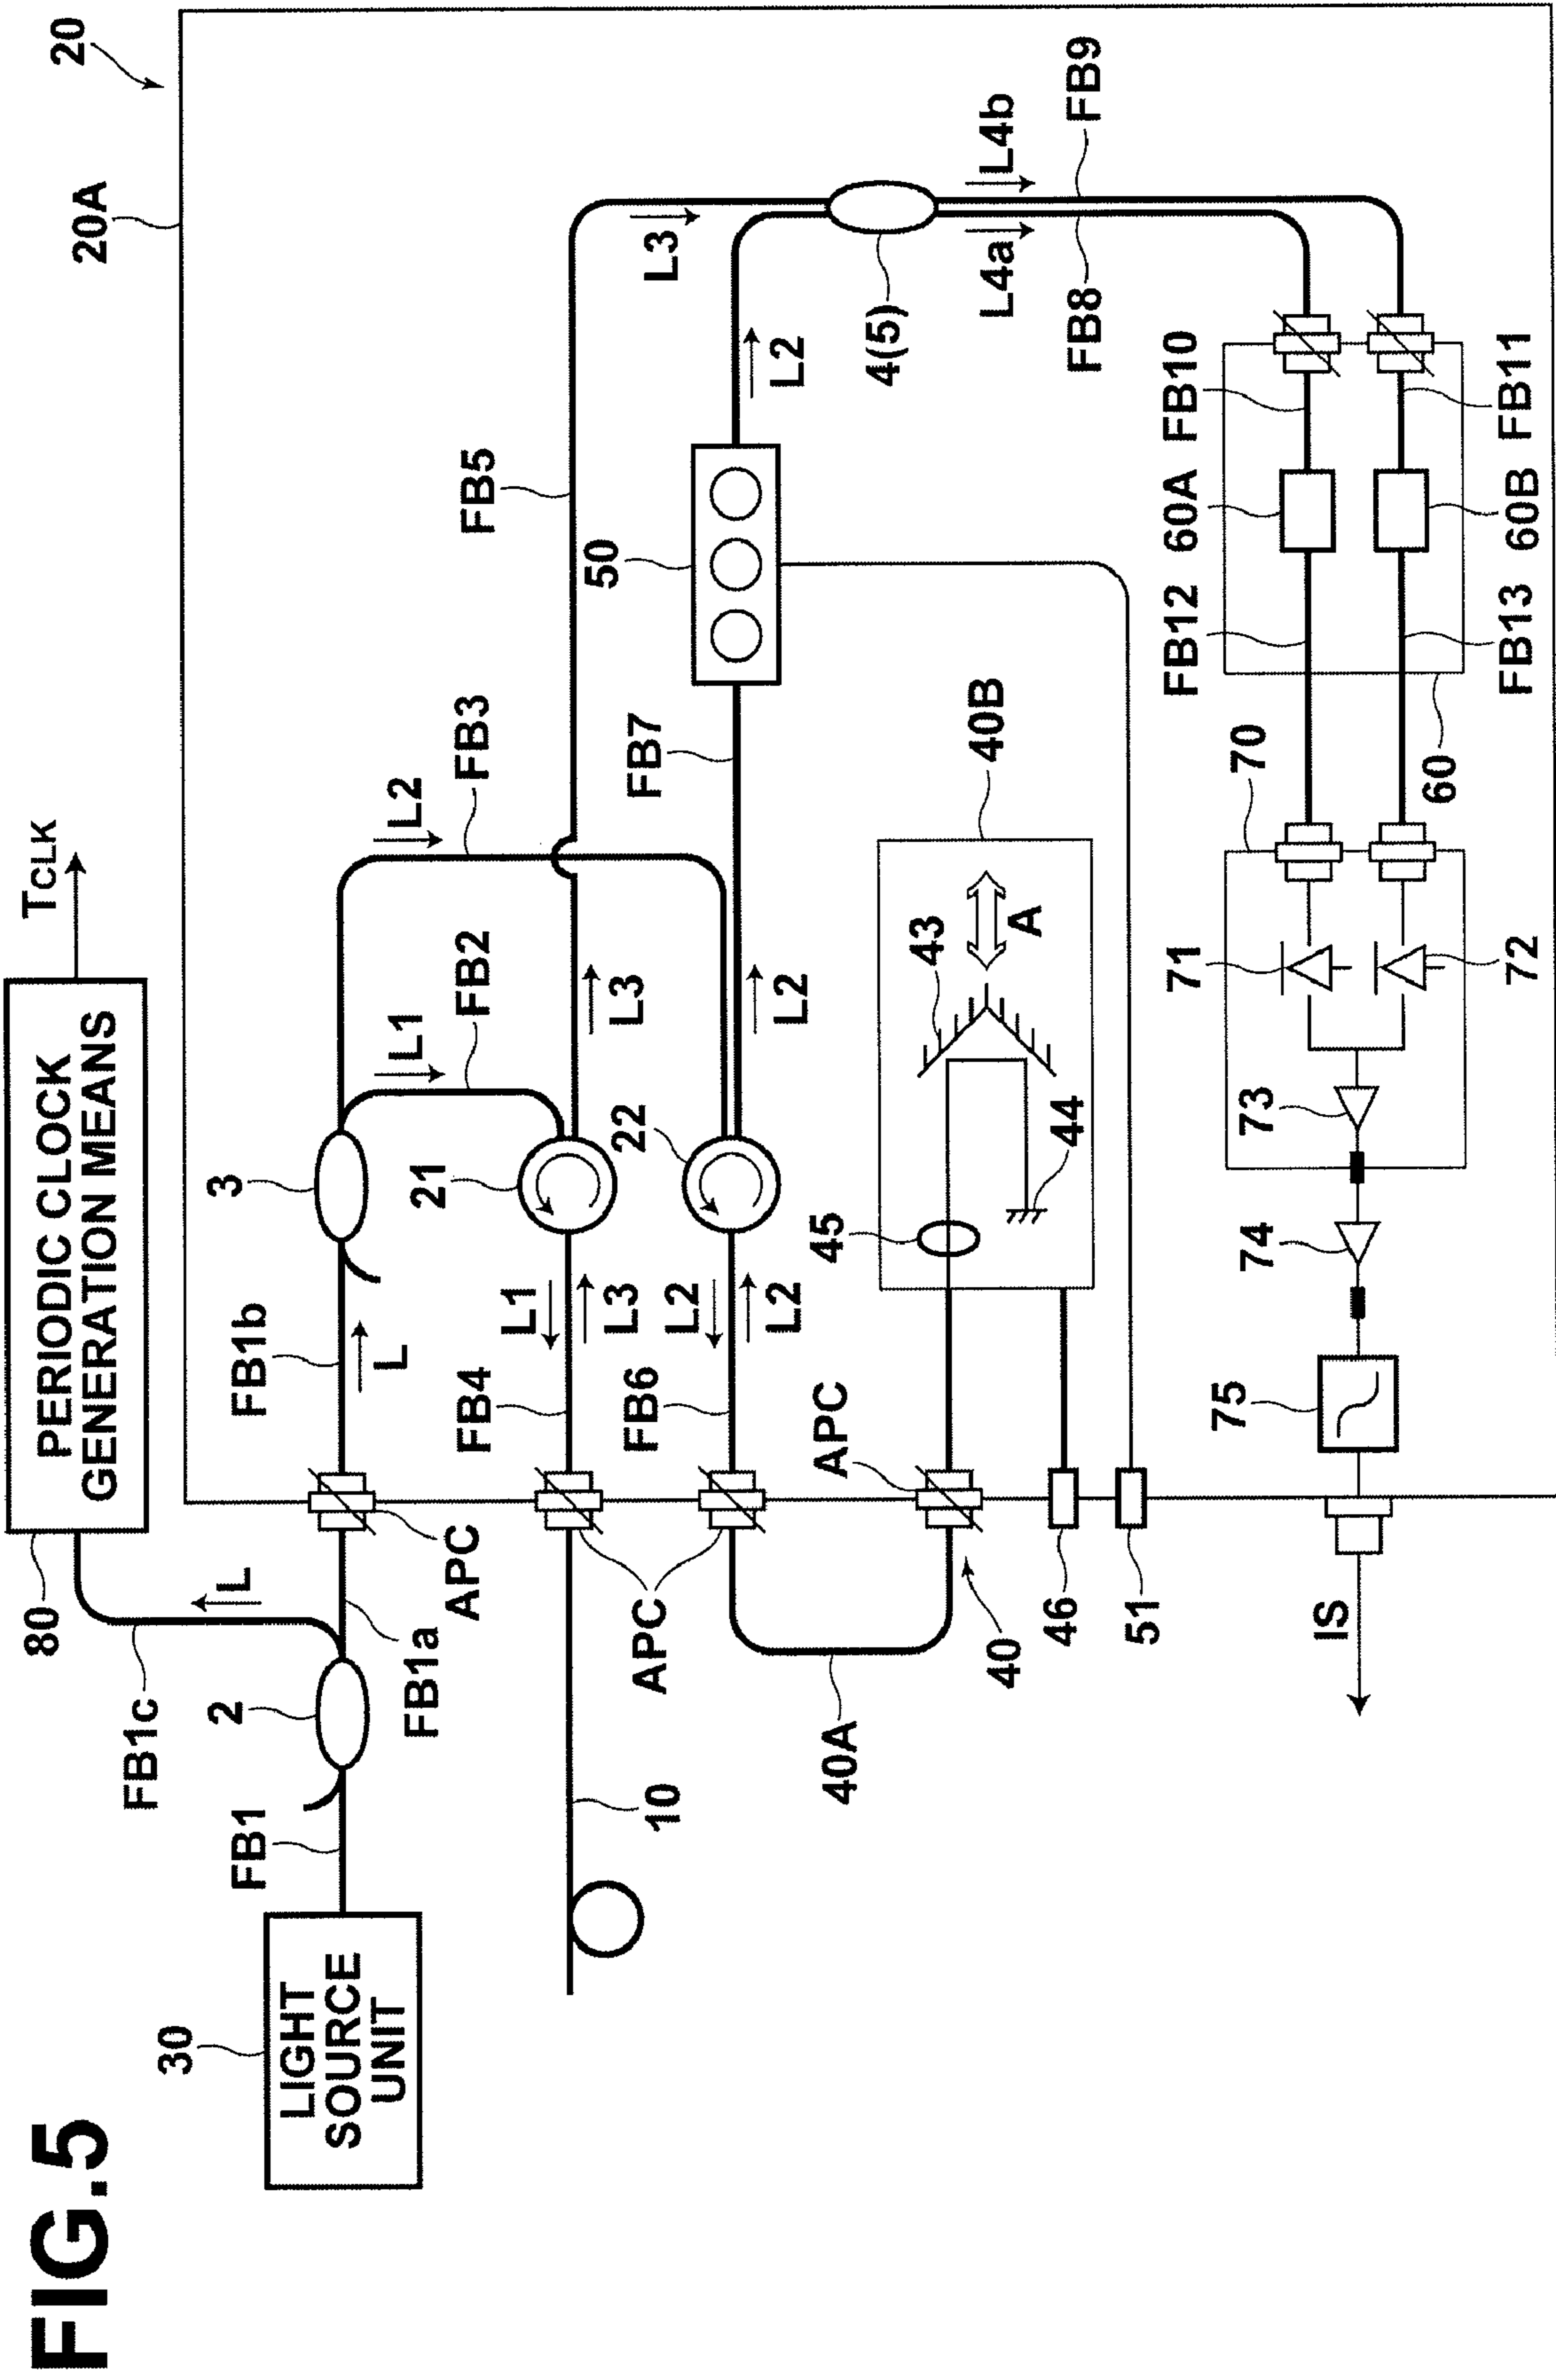 FIG.5
30
LIGHT
SOURCE
UNIT
FB1
2
FB1c
FB1a
L
80
PERIODIC CLOCK
GENERATION MEANS
TCLK
20
20A
APC
FB1b
L
3
L1
FB2
L2
FB3
FB5
L3
21
22
L3
L2
L1
L3
L2
L2
FB4
FB6
APC
10
40A
40
APC
46
51
45
44
43
A
40B
FB7
50
L2
4(5)
L4a
L4b
FB8
FB9
FB10
FB11
60A
60B
FB12
FB13
60
70
71
72
73
74
75
IS